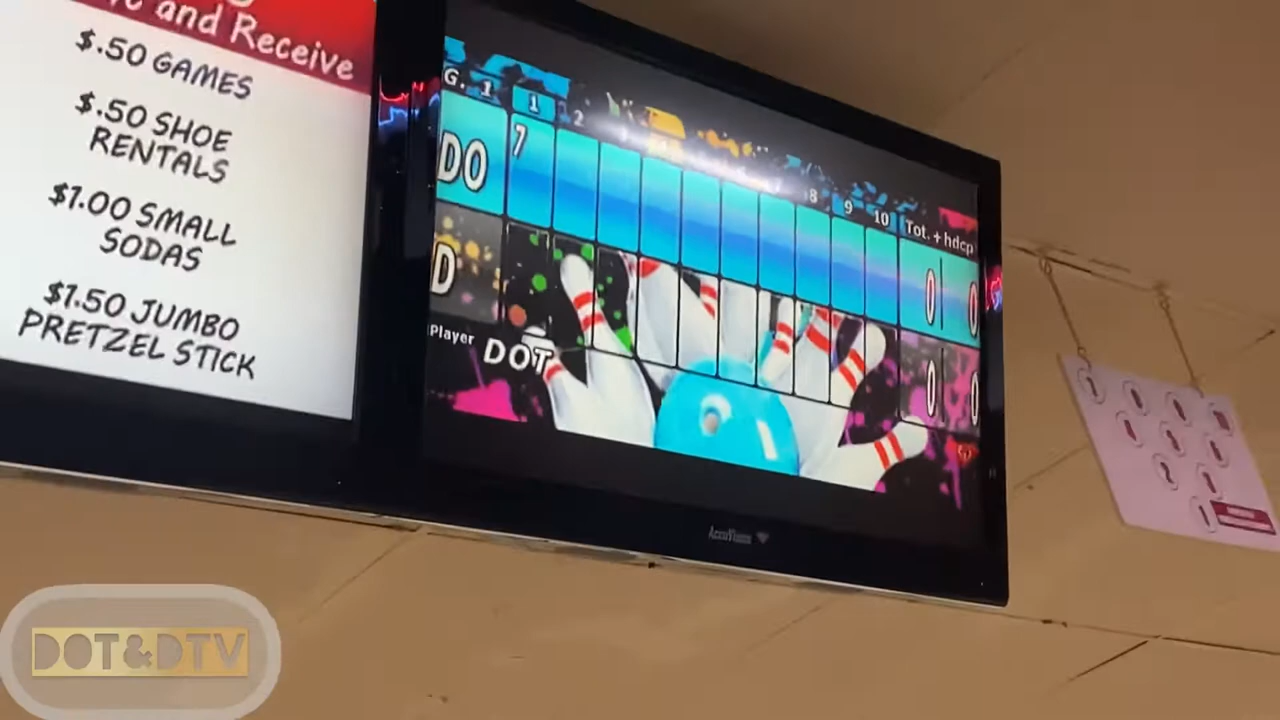 and Receive
$.50 GAMES
$.50 SHOE
RENTALS
$1.00 SMALL
SODAS
$1.50 JUMBO
PRETZEL STICK
G. 1 1 2 8 9 10 Tot. + hdcp
DO 7 0 0
D 0 0
Player DOT
AccuVision
DOT&DTV